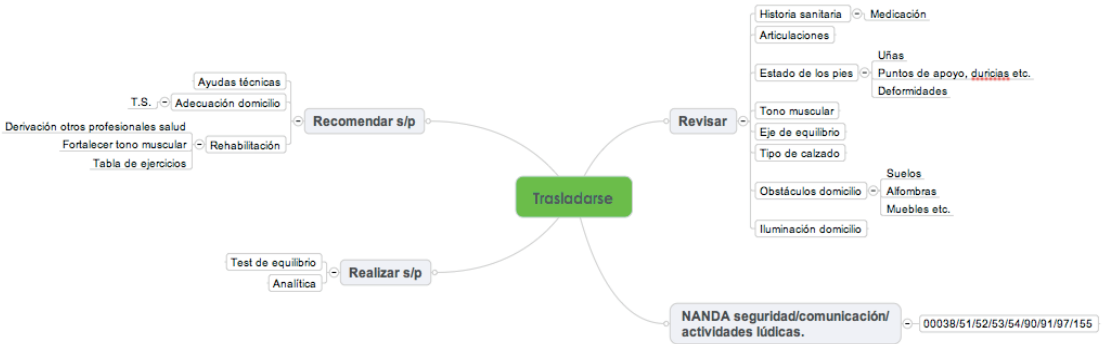 Trasladarse
Revisar
Historia sanitaria
Medicación
Articulaciones
Estado de los pies
Uñas
Puntos de apoyo, duricias etc.
Deformidades
Tono muscular
Eje de equilibrio
Tipo de calzado
Obstáculos domicilio
Suelos
Alfombras
Muebles etc.
Iluminación domicilio
NANDA seguridad/comunicación/
actividades lúdicas.
00038/51/52/53/54/90/91/97/155
Recomendar s/p
Ayudas técnicas
Adecuación domicilio
T.S.
Rehabilitación
Derivación otros profesionales salud
Fortalecer tono muscular
Tabla de ejercicios
Realizar s/p
Test de equilibrio
Analítica